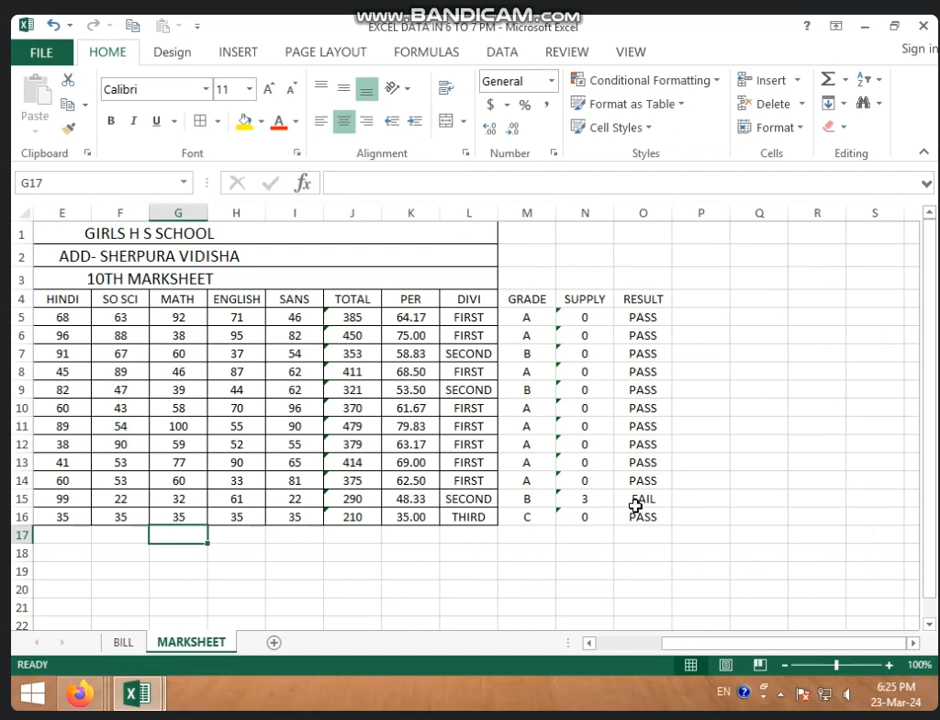 www.BANDICAM.com
EXCEL DATA IN 6 TO 7 PM - Microsoft Excel
Sign in
FILE HOME Design INSERT PAGE LAYOUT FORMULAS DATA REVIEW VIEW
Calibri 11 General Conditional Formatting Insert
Paste Format as Table Delete
B I U A $ % , Cell Styles Format
Clipboard Font Alignment Number Styles Cells Editing
G17 fx
E F G H I J K L M N O P Q R S
1 GIRLS H S SCHOOL
2 ADD- SHERPURA VIDISHA
3 10TH MARKSHEET
4 HINDI SO SCI MATH ENGLISH SANS TOTAL PER DIVI GRADE SUPPLY RESULT
5 68 63 92 71 46 385 64.17 FIRST A 0 PASS
6 96 88 38 95 82 450 75.00 FIRST A 0 PASS
7 91 67 60 37 54 353 58.83 SECOND B 0 PASS
8 45 89 46 87 62 411 68.50 FIRST A 0 PASS
9 82 47 39 44 62 321 53.50 SECOND B 0 PASS
10 60 43 58 70 96 370 61.67 FIRST A 0 PASS
11 89 54 100 55 90 479 79.83 FIRST A 0 PASS
12 38 90 59 52 55 379 63.17 FIRST A 0 PASS
13 41 53 77 90 65 414 69.00 FIRST A 0 PASS
14 60 53 60 33 81 375 62.50 FIRST A 0 PASS
15 99 22 32 61 22 290 48.33 SECOND B 3 FAIL
16 35 35 35 35 35 210 35.00 THIRD C 0 PASS
17
18
19
20
21
22
BILL MARKSHEET
READY 100%
EN 6:25 PM
23-Mar-24